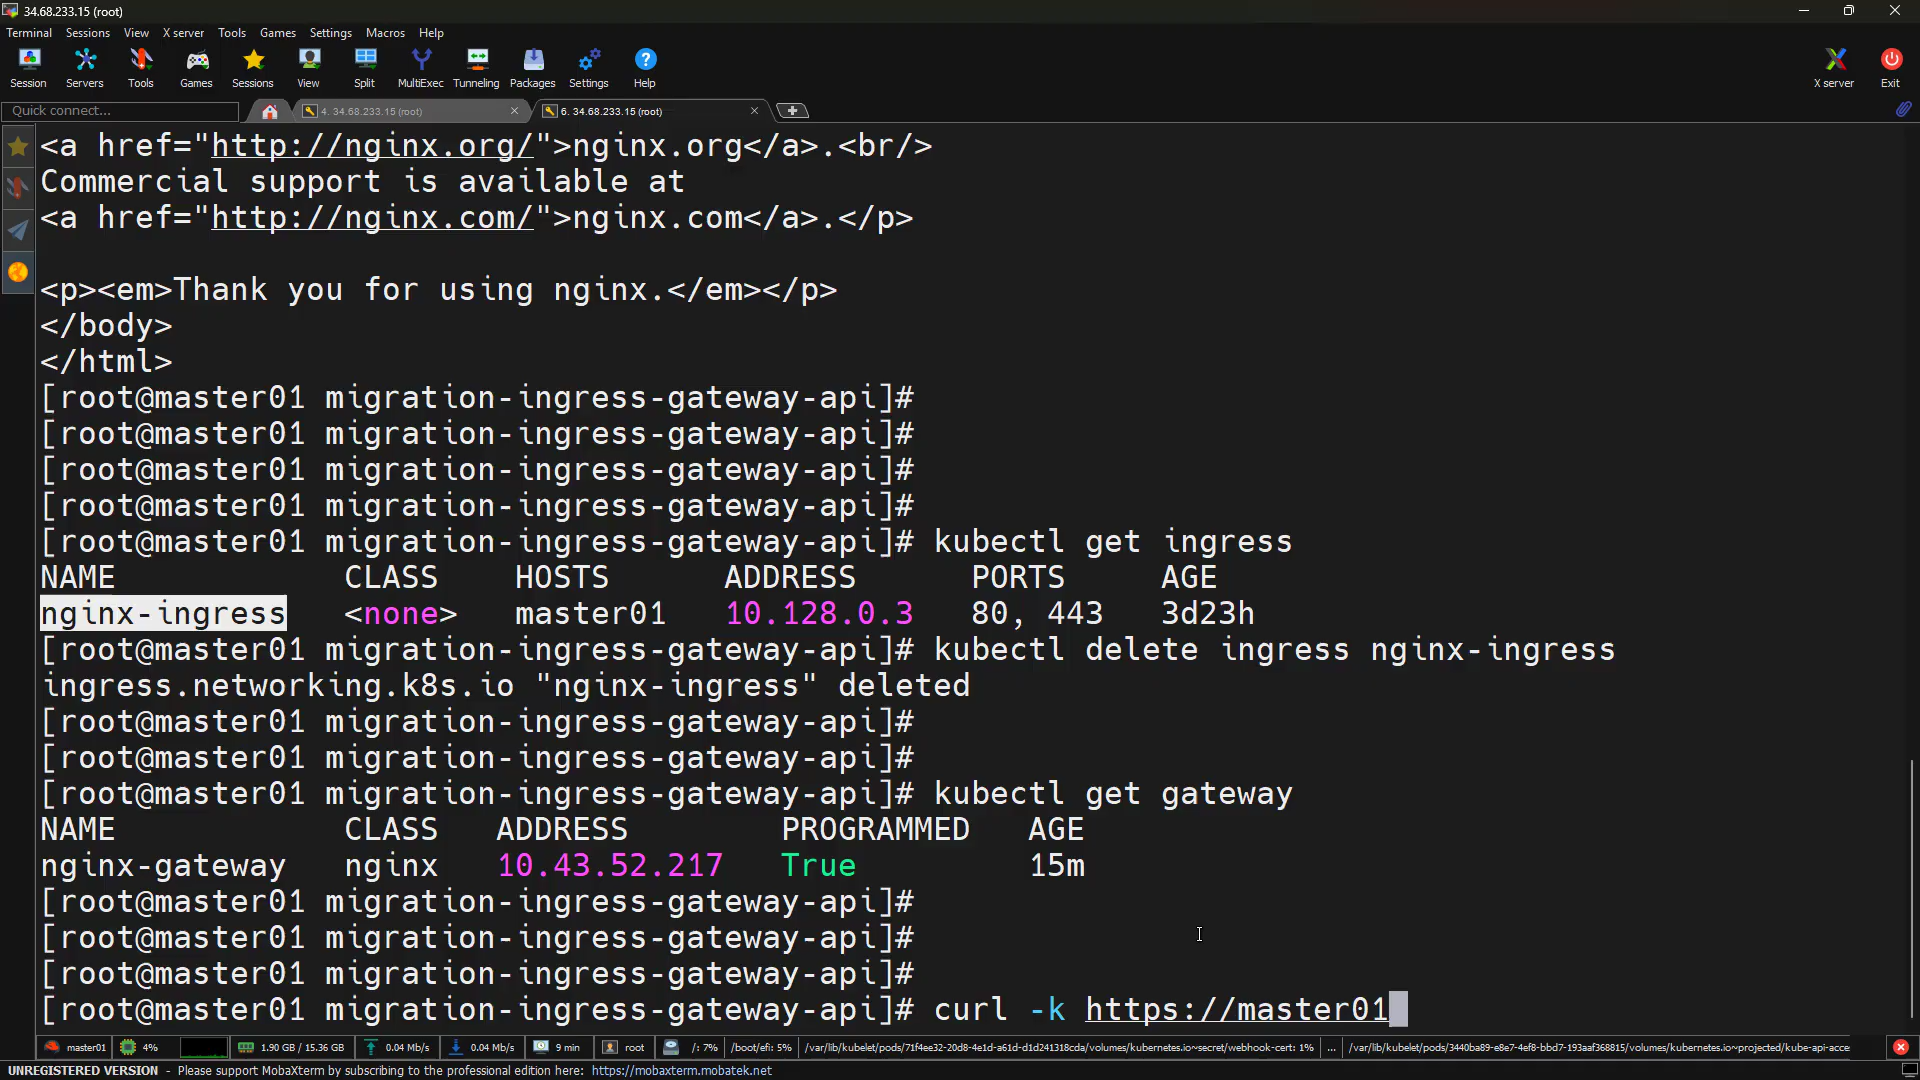 34.68.233.15 (root)
Terminal Sessions View X server Tools Games Settings Macros Help
Session Servers Tools Games Sessions View Split MultiExec Tunneling Packages Settings Help X server Exit
Quick connect... 4. 34.68.233.15 (root) 6. 34.68.233.15 (root)
<a href="http://nginx.org/">nginx.org</a>.<br/>
Commercial support is available at
<a href="http://nginx.com/">nginx.com</a>.</p>
<p><em>Thank you for using nginx.</em></p>
</body>
</html>
[root@master01 migration-ingress-gateway-api]#
[root@master01 migration-ingress-gateway-api]#
[root@master01 migration-ingress-gateway-api]#
[root@master01 migration-ingress-gateway-api]#
[root@master01 migration-ingress-gateway-api]# kubectl get ingress
NAME CLASS HOSTS ADDRESS PORTS AGE
nginx-ingress <none> master01 10.128.0.3 80, 443 3d23h
[root@master01 migration-ingress-gateway-api]# kubectl delete ingress nginx-ingress
ingress.networking.k8s.io "nginx-ingress" deleted
[root@master01 migration-ingress-gateway-api]#
[root@master01 migration-ingress-gateway-api]#
[root@master01 migration-ingress-gateway-api]# kubectl get gateway
NAME CLASS ADDRESS PROGRAMMED AGE
nginx-gateway nginx 10.43.52.217 True 15m
[root@master01 migration-ingress-gateway-api]#
[root@master01 migration-ingress-gateway-api]#
[root@master01 migration-ingress-gateway-api]#
[root@master01 migration-ingress-gateway-api]# curl -k https://master01
master01 4% 1.90 GB / 15.36 GB 0.04 Mb/s 0.04 Mb/s 9 min root /: 7% /boot/efi: 5% /var/lib/kubelet/pods/71f4ee32-20d8-4e1d-a61d-d1d241318cda/volumes/kubernetes.io~secret/webhook-cert: 1% ... /var/lib/kubelet/pods/3440ba89-e8e7-4ef8-bbd7-193aaf368815/volumes/kubernetes.io~projected/kube-api-acce
UNREGISTERED VERSION - Please support MobaXterm by subscribing to the professional edition here: https://mobaxterm.mobatek.net